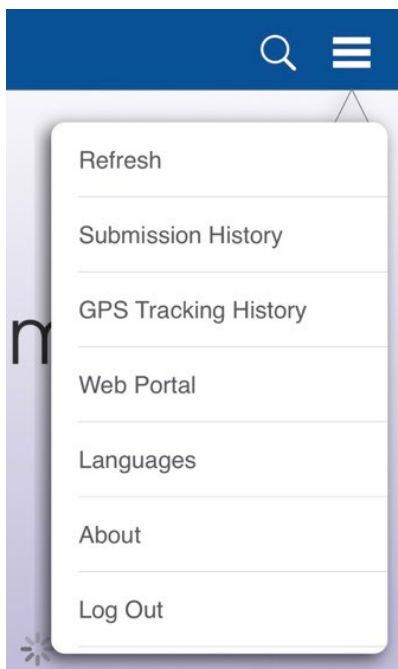 Refresh
Submission History
GPS Tracking History
m
Web Portal
Languages
About
Log Out